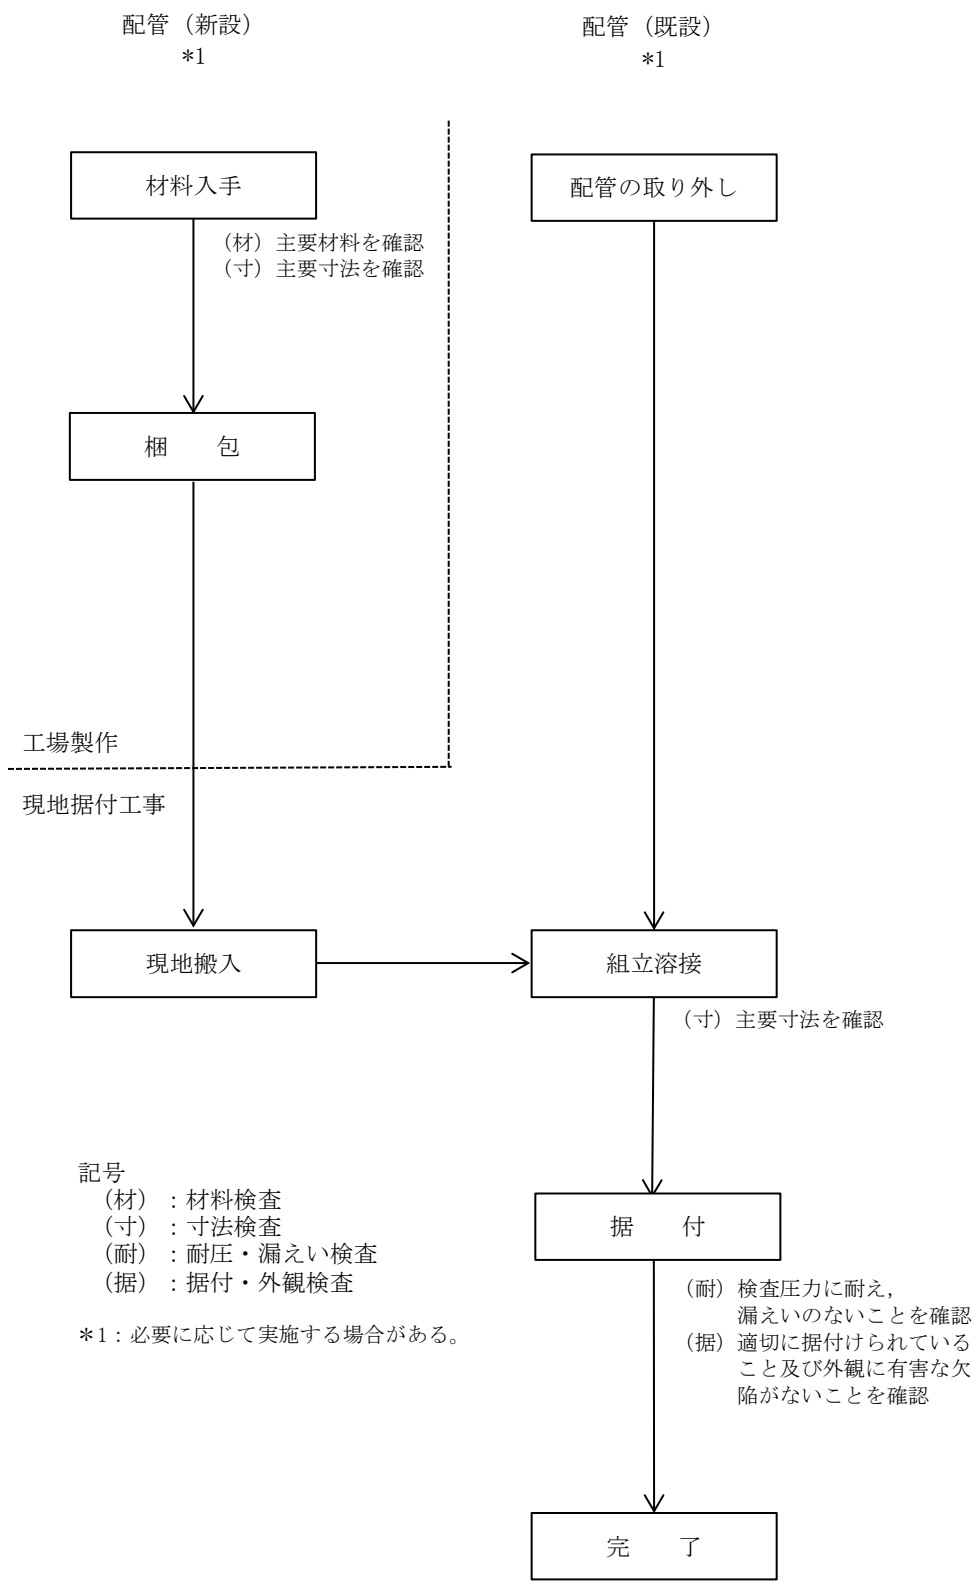 配管（新設）
*1
配管（既設）
*1
材料入手
配管の取り外し
（材）主要材料を確認
（寸）主要寸法を確認
梱　　包
工場製作
現地据付工事
現地搬入
組立溶接
（寸）主要寸法を確認
記号
（材）：材料検査
（寸）：寸法検査
（耐）：耐圧・漏えい検査
（据）：据付・外観検査
*1：必要に応じて実施する場合がある。
据　　付
（耐）検査圧力に耐え，
漏えいのないことを確認
（据）適切に据付けられている
こと及び外観に有害な欠
陥がないことを確認
完　　了